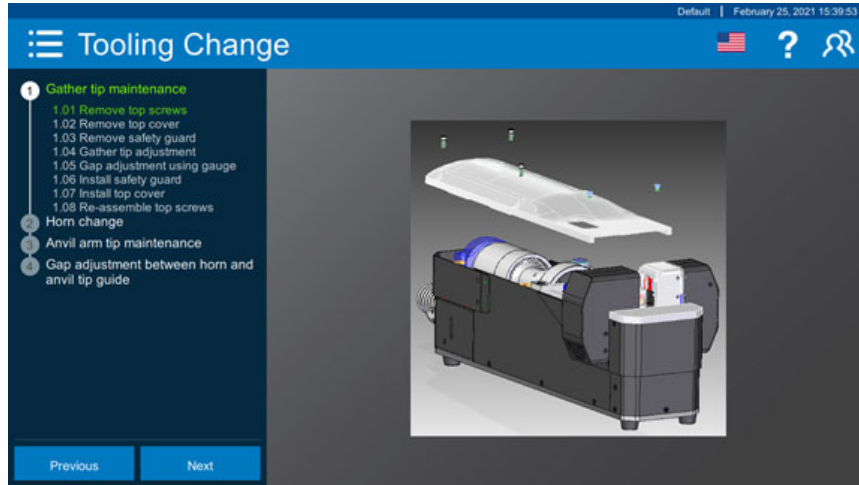 Default | February 25, 2021 15:39:53
Tooling Change
?
1 Gather tip maintenance
1.01 Remove top screws
1.02 Remove top cover
1.03 Remove safety guard
1.04 Gather tip adjustment
1.05 Gap adjustment using gauge
1.06 Install safety guard
1.07 Install top cover
1.08 Re-assemble top screws
2 Horn change
3 Anvil arm tip maintenance
4 Gap adjustment between horn and
anvil tip guide
Previous
Next